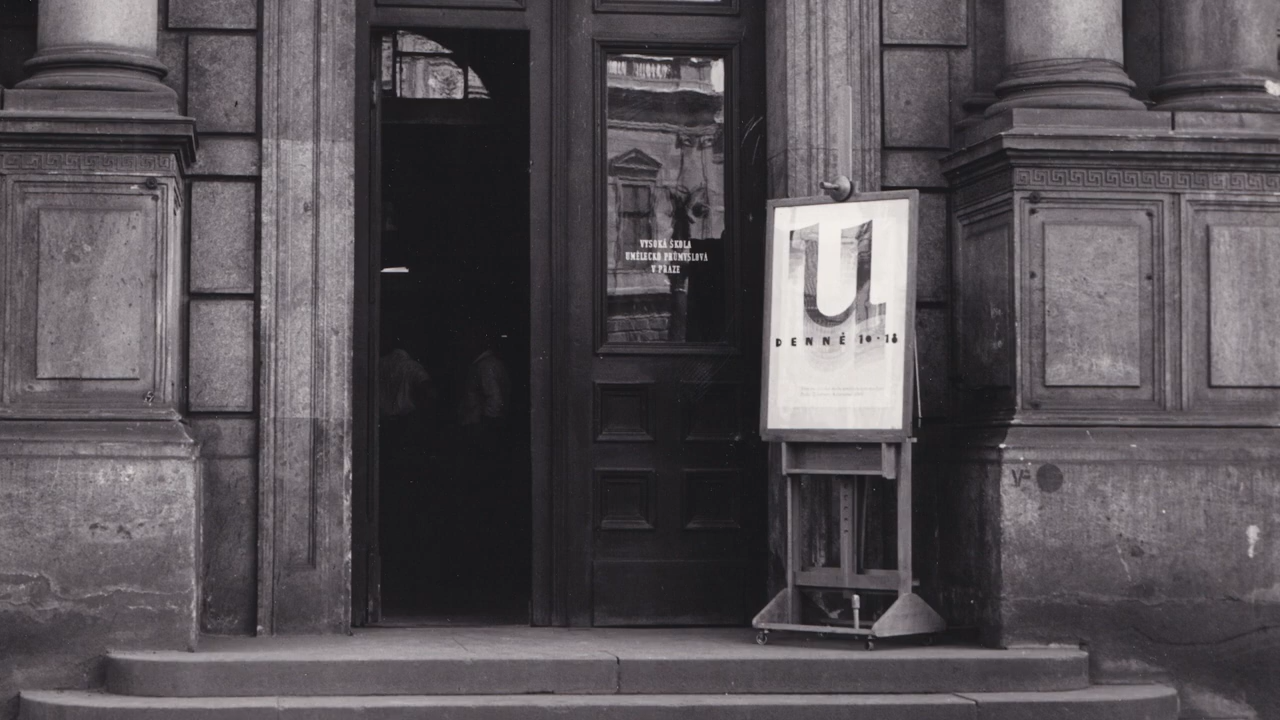 VYSOKÁ ŠKOLA
UMĚLECKO PRŮMYSLOVÁ
V PRAZE
u
DENNĚ 10-18